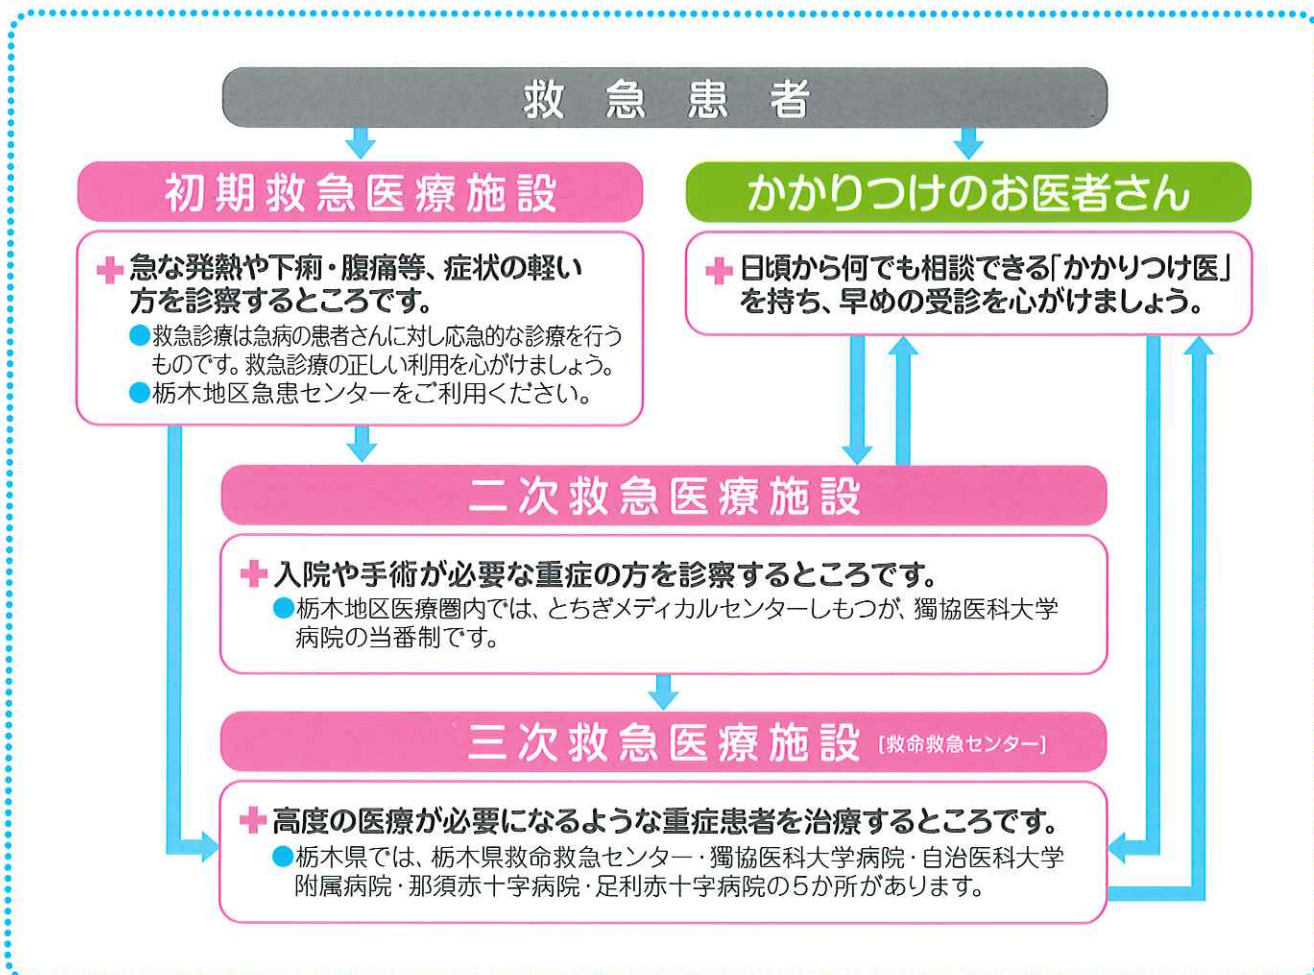 救急患者
初期救急医療施設
急な発熱や下痢・腹痛等、症状の軽い
方を診察するところです。
●救急診療は急病の患者さんに対し応急的な診療を行う
ものです。救急診療の正しい利用を心がけましょう。
●栃木地区急患センターをご利用ください。
かかりつけのお医者さん
日頃から何でも相談できる「かかりつけ医」
を持ち、早めの受診を心がけましょう。
二次救急医療施設
入院や手術が必要な重症の方を診察するところです。
●栃木地区医療圏内では、とちぎメディカルセンターしもつが、獨協医科大学
病院の当番制です。
三次救急医療施設 [救命救急センター]
高度の医療が必要になるような重症患者を治療するところです。
●栃木県では、栃木県救命救急センター・獨協医科大学病院・自治医科大学
附属病院・那須赤十字病院・足利赤十字病院の5か所があります。